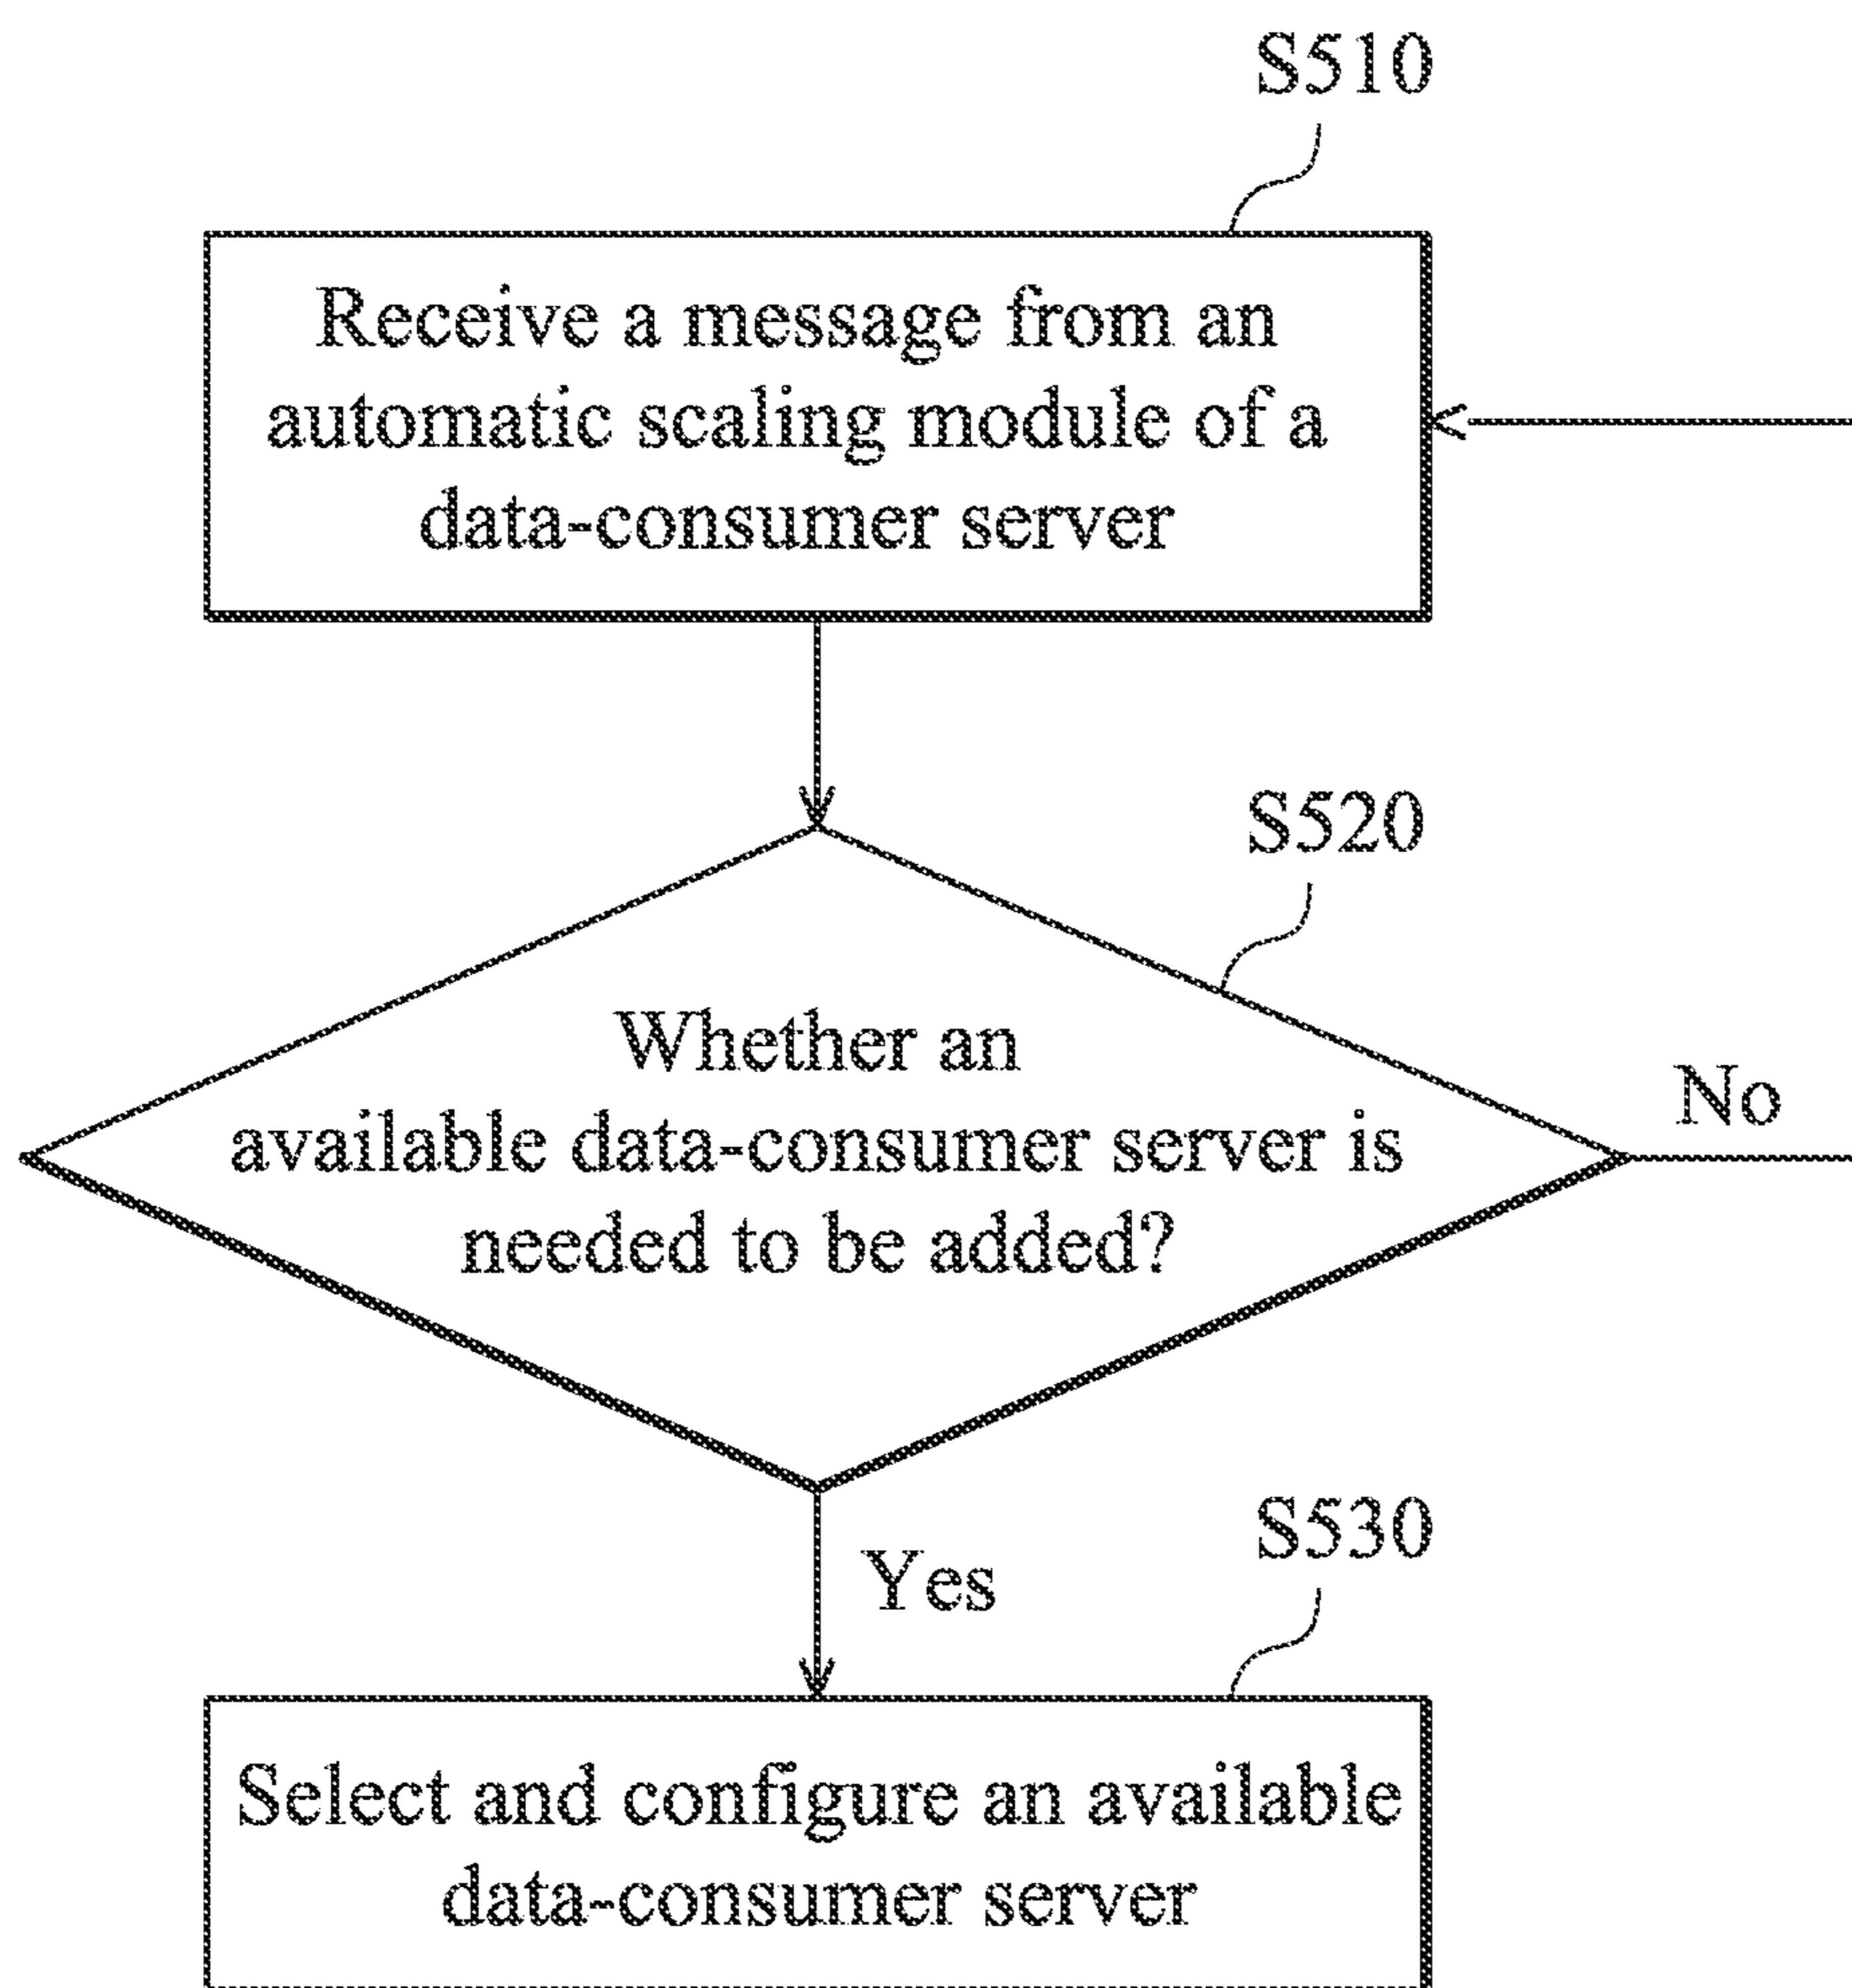 S510
Receive a message from an
automatic scaling module of a
data-consumer server
S520
Whether an
available data-consumer server is
needed to be added?
No
Yes
S530
Select and configure an available
data-consumer server